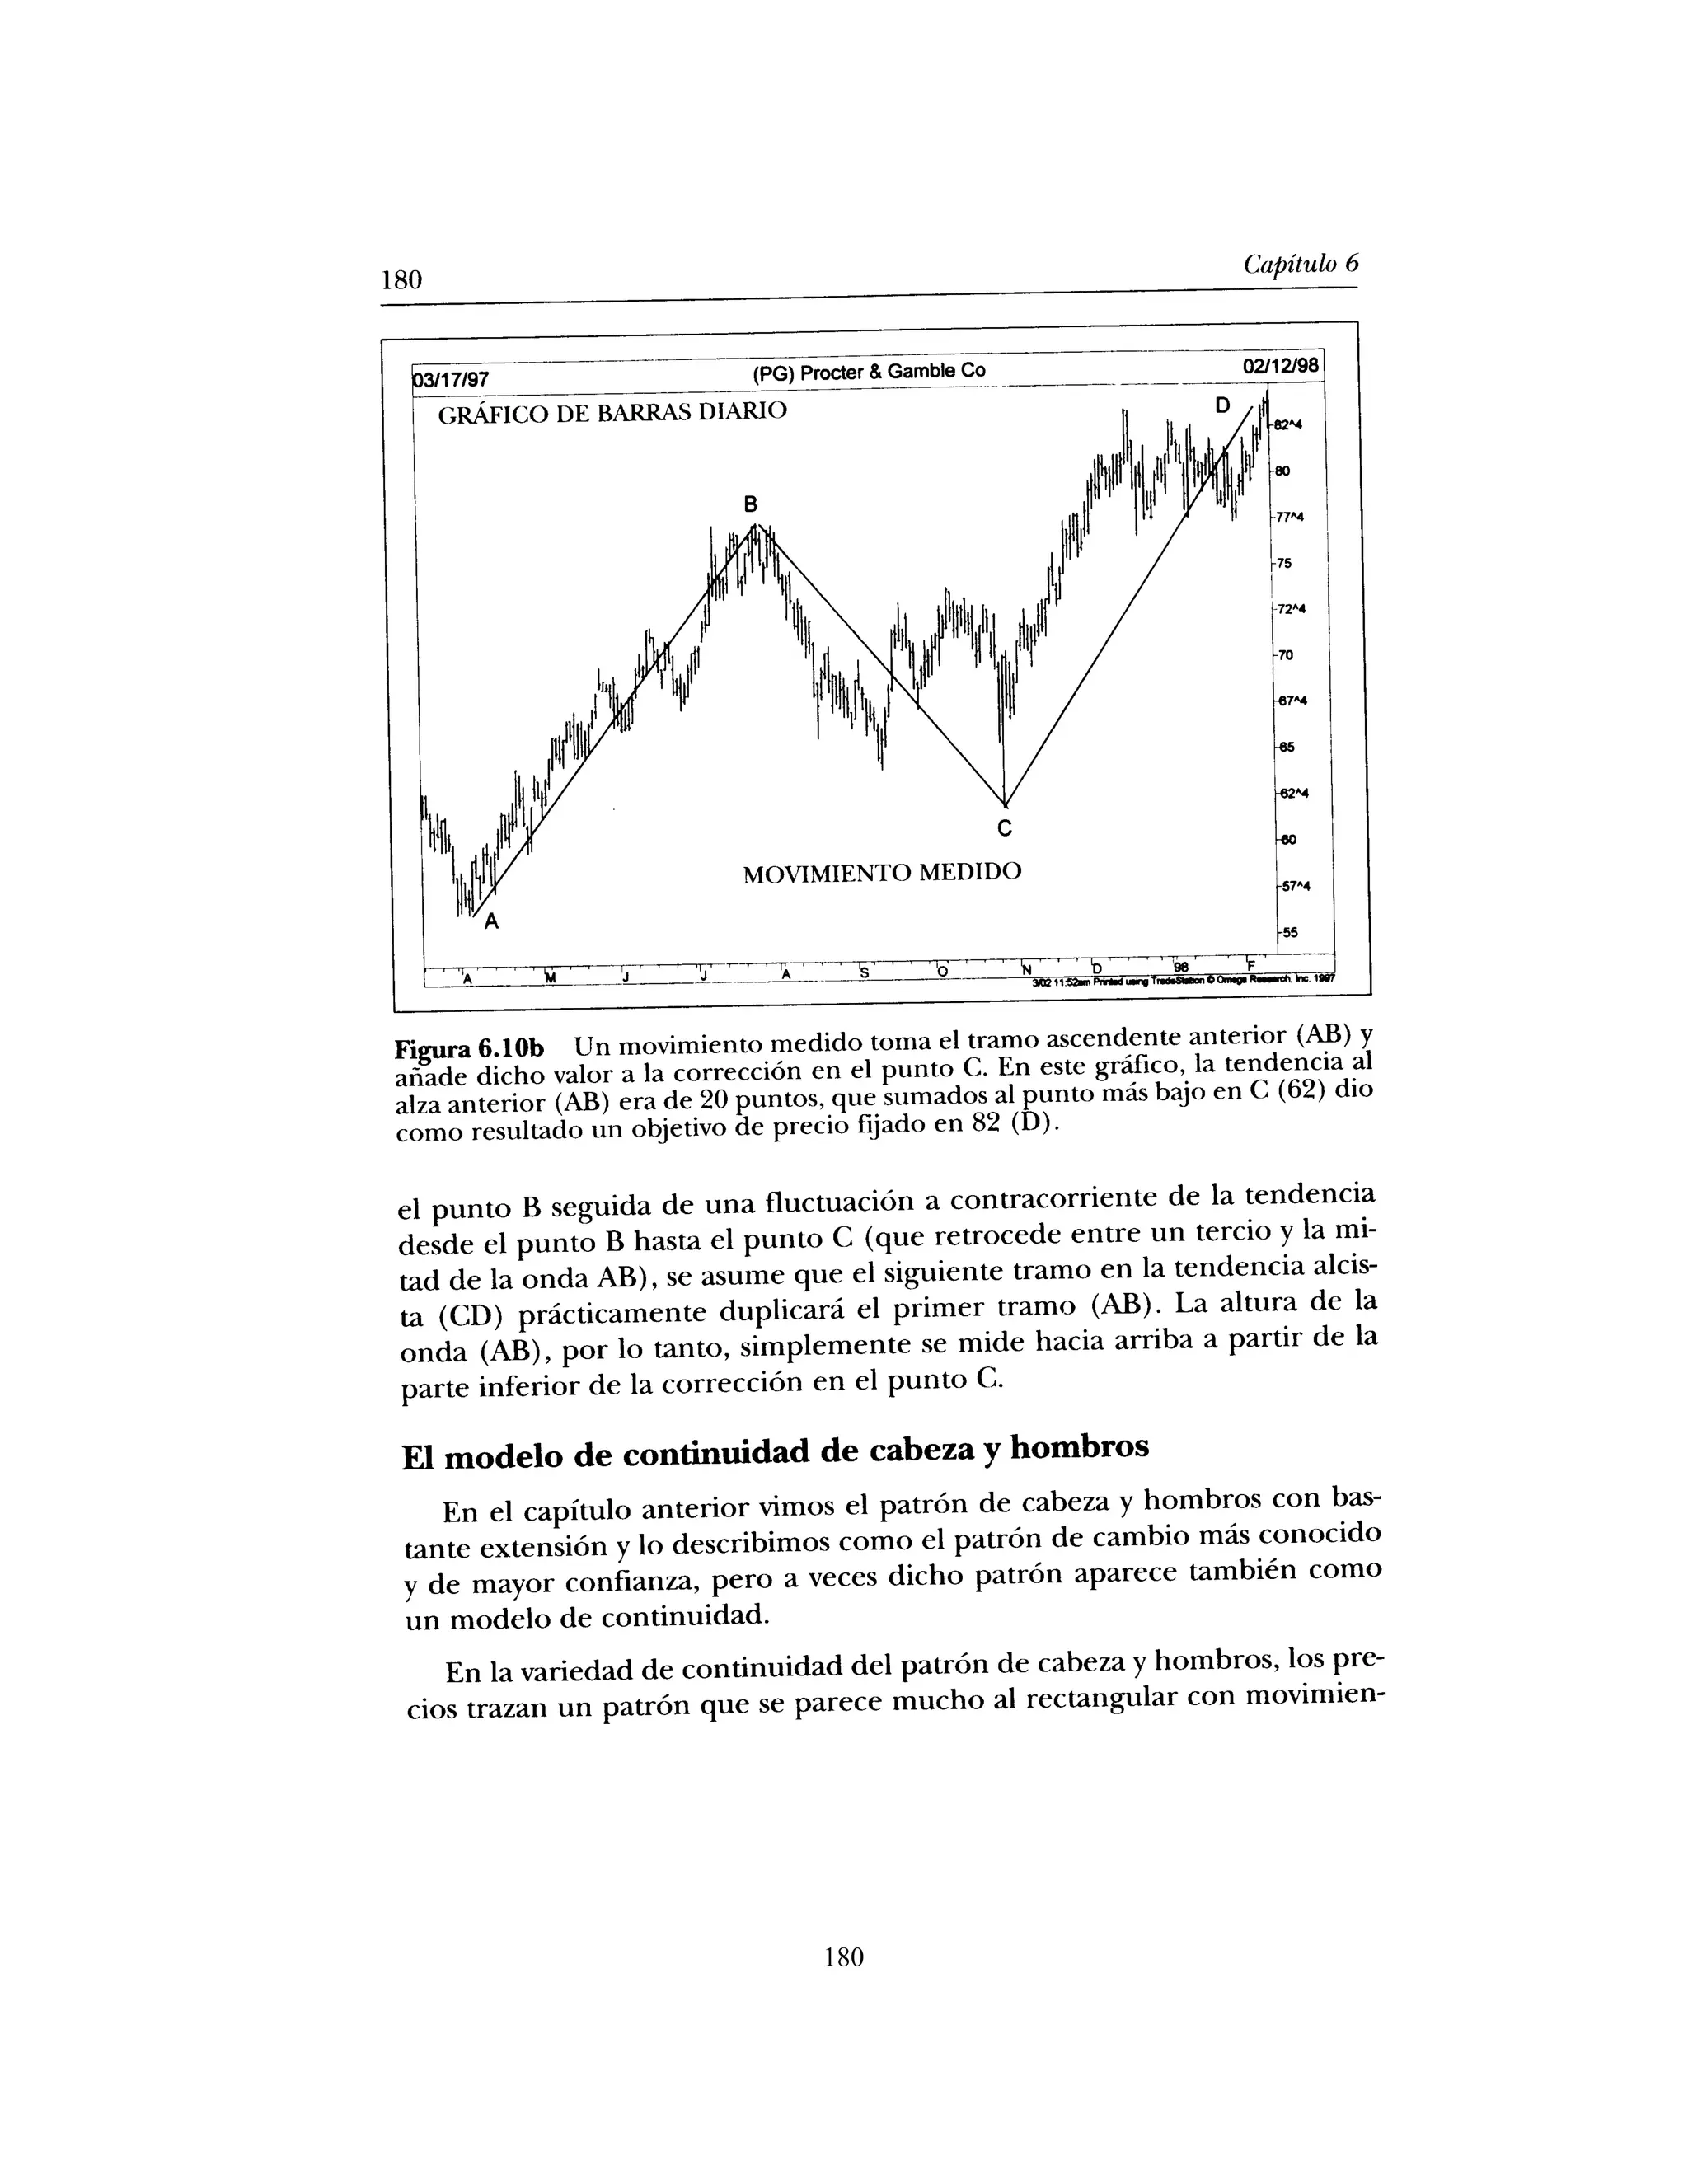 180
Capítulo 6
03/17/97
(PG) Procter & Gamble Co
02/12/98
GRÁFICO DE BARRAS DIARIO
D
82^4
80
B
77^4
75
72^4
70
67^4
65
62^4
C
60
MOVIMIENTO MEDIDO
57^4
A
55
A M J J A S O N D 98 F
3/02 11:52am Printed using TradeStation © Omega Research, Inc. 1997
Figura 6.10b Un movimiento medido toma el tramo ascendente anterior (AB) y
añade dicho valor a la corrección en el punto C. En este gráfico, la tendencia al
alza anterior (AB) era de 20 puntos, que sumados al punto más bajo en C (62) dio
como resultado un objetivo de precio fijado en 82 (D).
el punto B seguida de una fluctuación a contracorriente de la tendencia
desde el punto B hasta el punto C (que retrocede entre un tercio y la mi-
tad de la onda AB), se asume que el siguiente tramo en la tendencia alcis-
ta (CD) prácticamente duplicará el primer tramo (AB). La altura de la
onda (AB), por lo tanto, simplemente se mide hacia arriba a partir de la
parte inferior de la corrección en el punto C.
El modelo de continuidad de cabeza y hombros
En el capítulo anterior vimos el patrón de cabeza y hombros con bas-
tante extensión y lo describimos como el patrón de cambio más conocido
y de mayor confianza, pero a veces dicho patrón aparece también como
un modelo de continuidad.
En la variedad de continuidad del patrón de cabeza y hombros, los pre-
cios trazan un patrón que se parece mucho al rectangular con movimien-
180